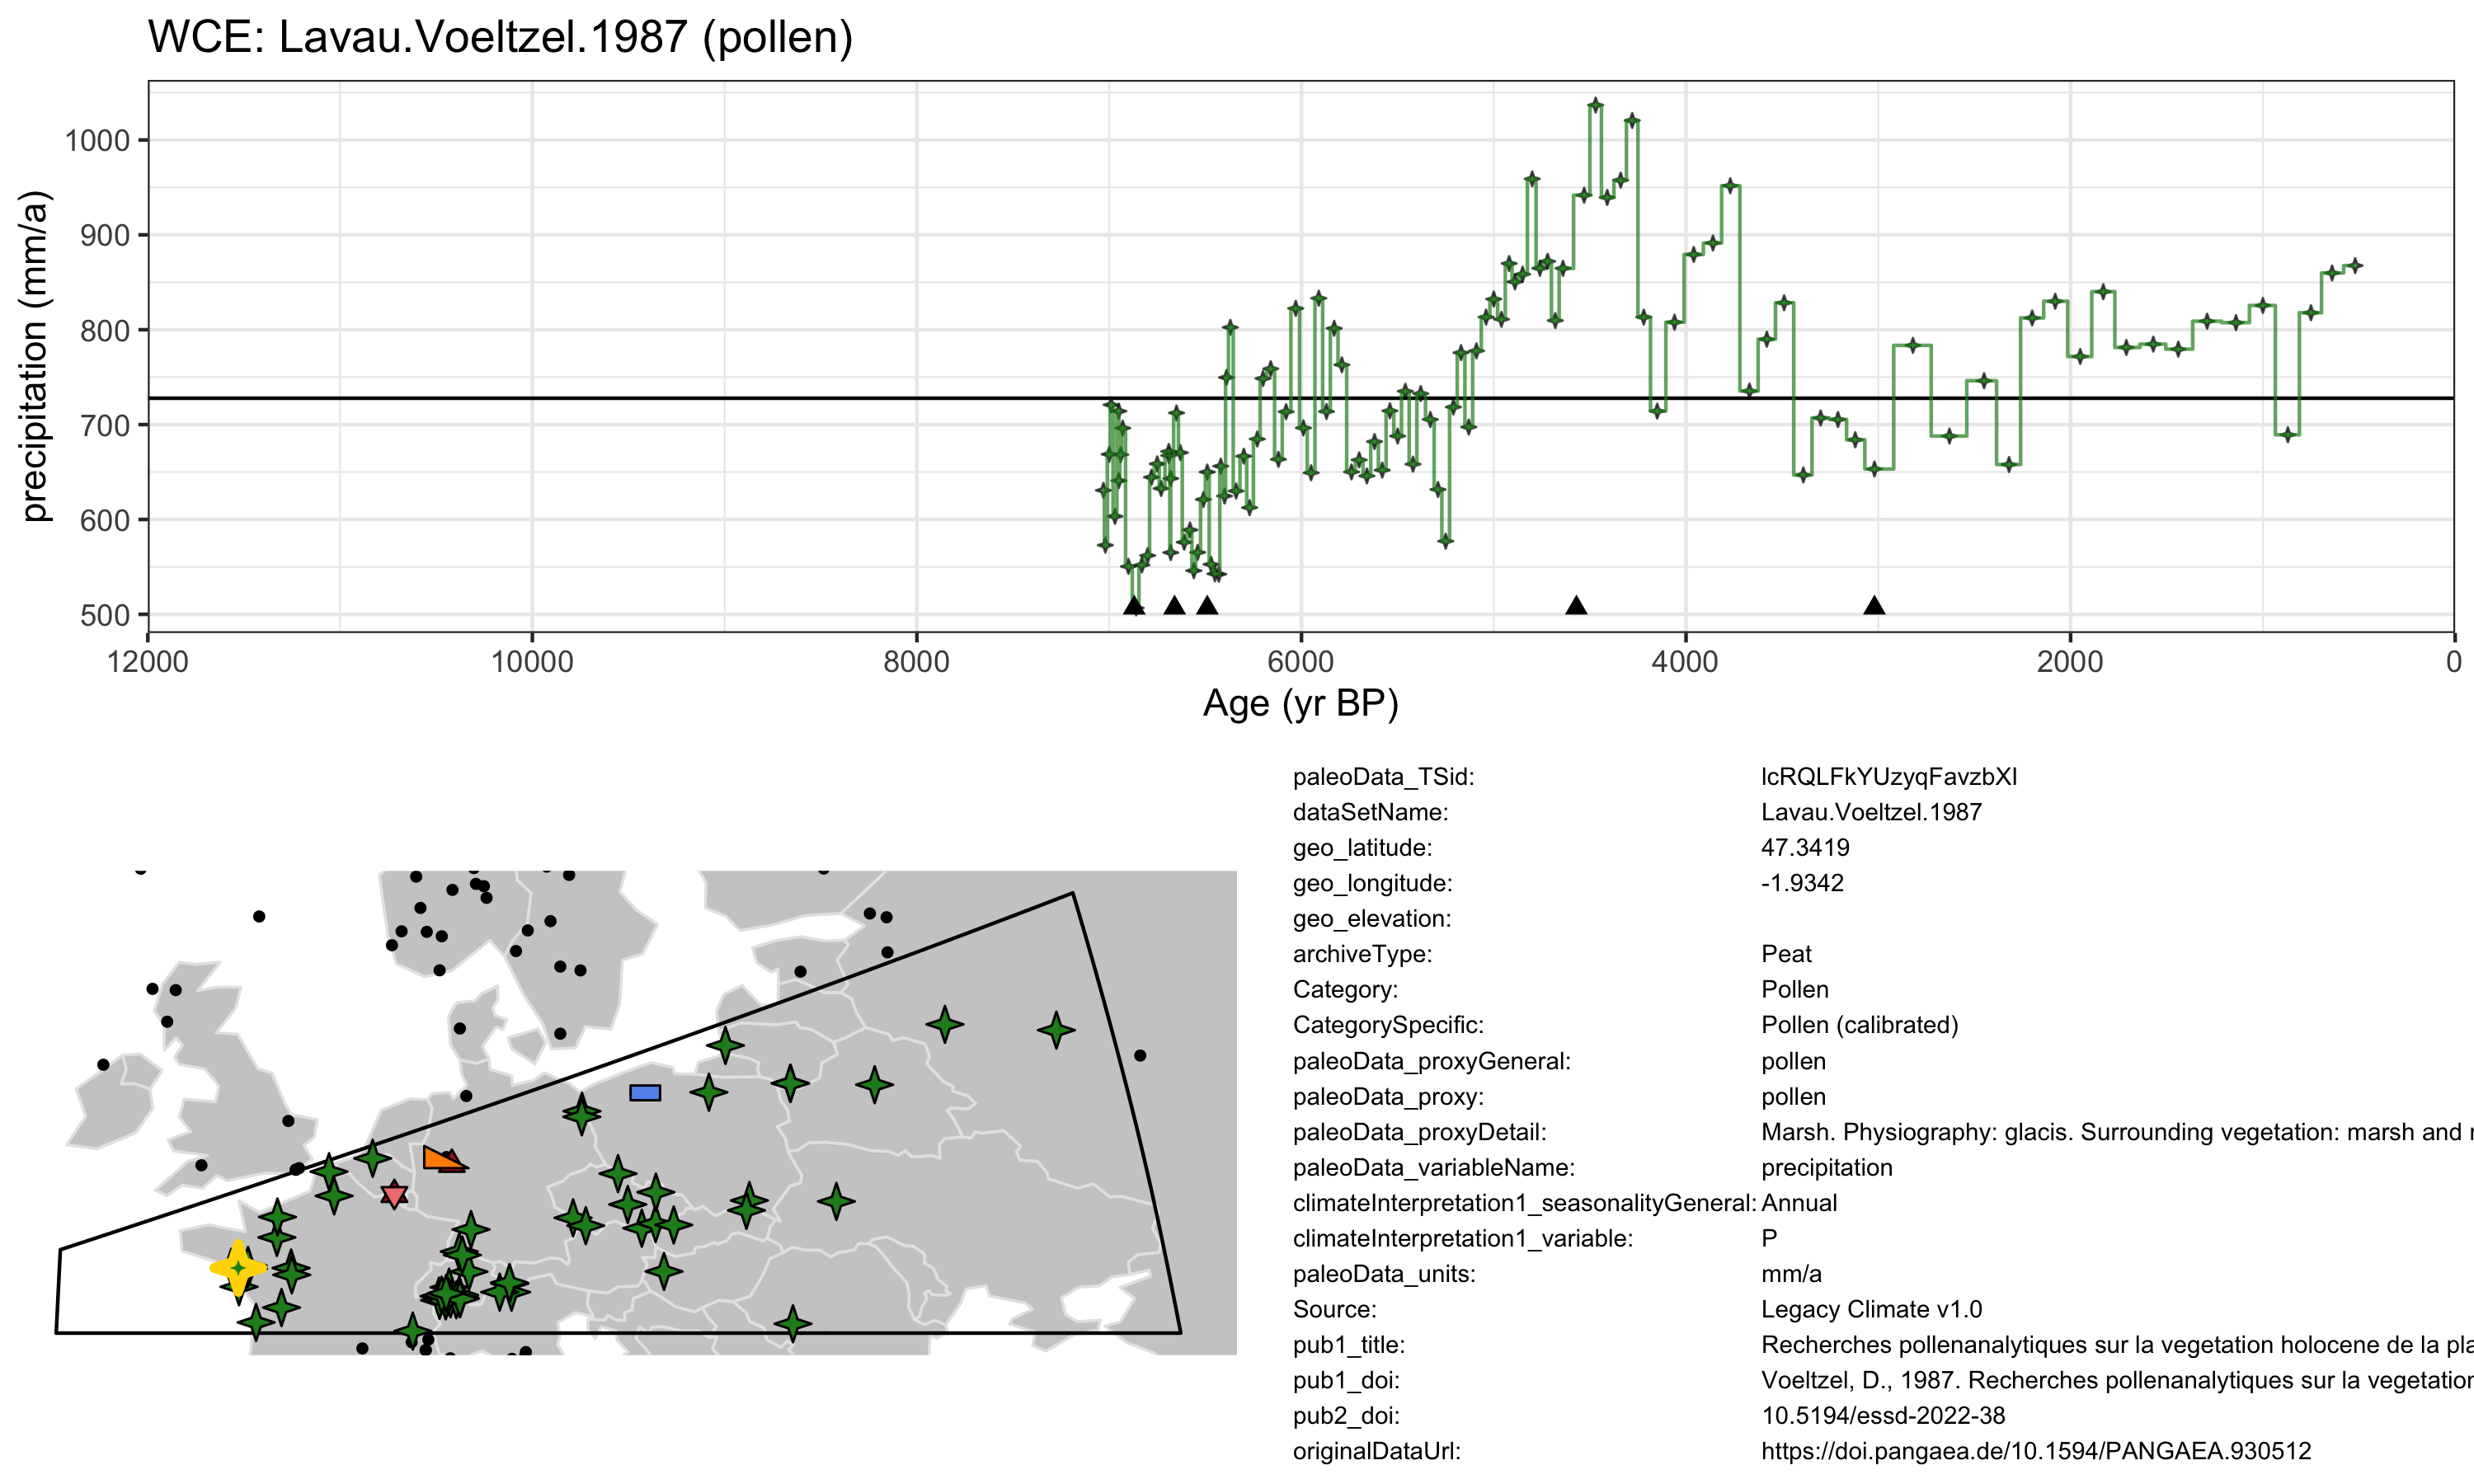 WCE: Lavau.Voeltzel.1987 (pollen)
precipitation (mm/a)
1000
900
800
700
600
500
12000 10000 8000 6000 4000 2000 0
Age (yr BP)
paleoData_TSid: lcRQLFkYUzyqFavzbXl
dataSetName: Lavau.Voeltzel.1987
geo_latitude: 47.3419
geo_longitude: -1.9342
geo_elevation:
archiveType: Peat
Category: Pollen
CategorySpecific: Pollen (calibrated)
paleoData_proxyGeneral: pollen
paleoData_proxy: pollen
paleoData_proxyDetail: Marsh. Physiography: glacis. Surrounding vegetation: marsh and
paleoData_variableName: precipitation
climateInterpretation1_seasonalityGeneral: Annual
climateInterpretation1_variable: P
paleoData_units: mm/a
Source: Legacy Climate v1.0
pub1_title: Recherches pollenanalytiques sur la vegetation holocene de la
pub1_doi: Voeltzel, D., 1987. Recherches pollenanalytiques sur la vegetation
pub2_doi: 10.5194/essd-2022-38
originalDataUrl: https://doi.pangaea.de/10.1594/PANGAEA.930512